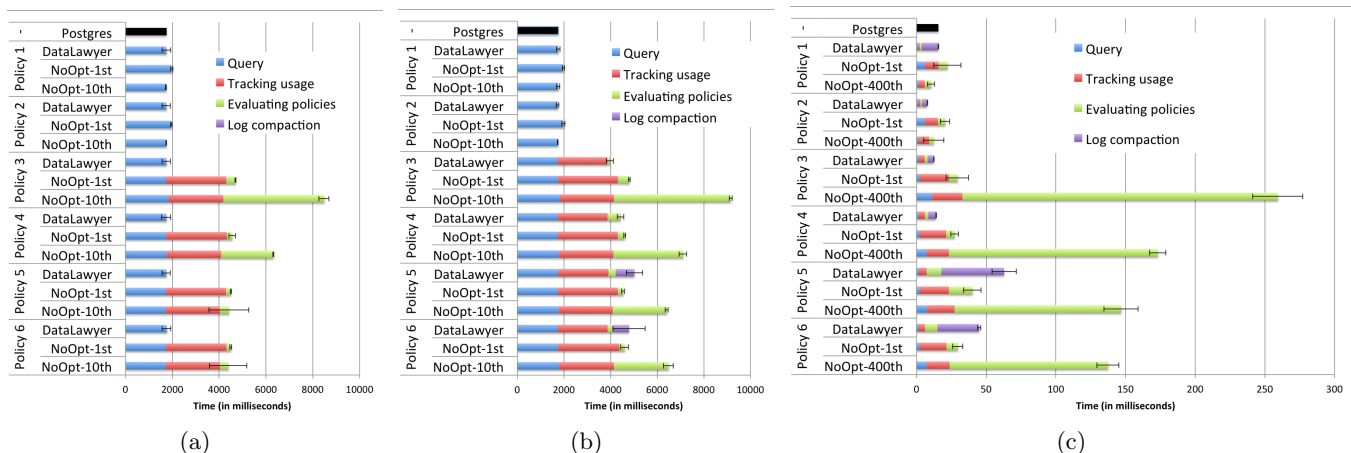 -
Postgres
Policy 1
DataLawyer
NoOpt-1st
NoOpt-10th
Policy 2
DataLawyer
NoOpt-1st
NoOpt-10th
Policy 3
DataLawyer
NoOpt-1st
NoOpt-10th
Policy 4
DataLawyer
NoOpt-1st
NoOpt-10th
Policy 5
DataLawyer
NoOpt-1st
NoOpt-10th
Policy 6
DataLawyer
NoOpt-1st
NoOpt-10th
Query
Tracking usage
Evaluating policies
Log compaction
0 2000 4000 6000 8000 10000
Time (in milliseconds)
(a)
-
Postgres
Policy 1
DataLawyer
NoOpt-1st
NoOpt-10th
Policy 2
DataLawyer
NoOpt-1st
NoOpt-10th
Policy 3
DataLawyer
NoOpt-1st
NoOpt-10th
Policy 4
DataLawyer
NoOpt-1st
NoOpt-10th
Policy 5
DataLawyer
NoOpt-1st
NoOpt-10th
Policy 6
DataLawyer
NoOpt-1st
NoOpt-10th
Query
Tracking usage
Evaluating policies
Log compaction
0 2000 4000 6000 8000 10000
Time (in milliseconds)
(b)
-
Postgres
Policy 1
DataLawyer
NoOpt-1st
NoOpt-400th
Policy 2
DataLawyer
NoOpt-1st
NoOpt-400th
Policy 3
DataLawyer
NoOpt-1st
NoOpt-400th
Policy 4
DataLawyer
NoOpt-1st
NoOpt-400th
Policy 5
DataLawyer
NoOpt-1st
NoOpt-400th
Policy 6
DataLawyer
NoOpt-1st
NoOpt-400th
Query
Tracking usage
Evaluating policies
Log compaction
0 50 100 150 200 250 300
Time (in milliseconds)
(c)